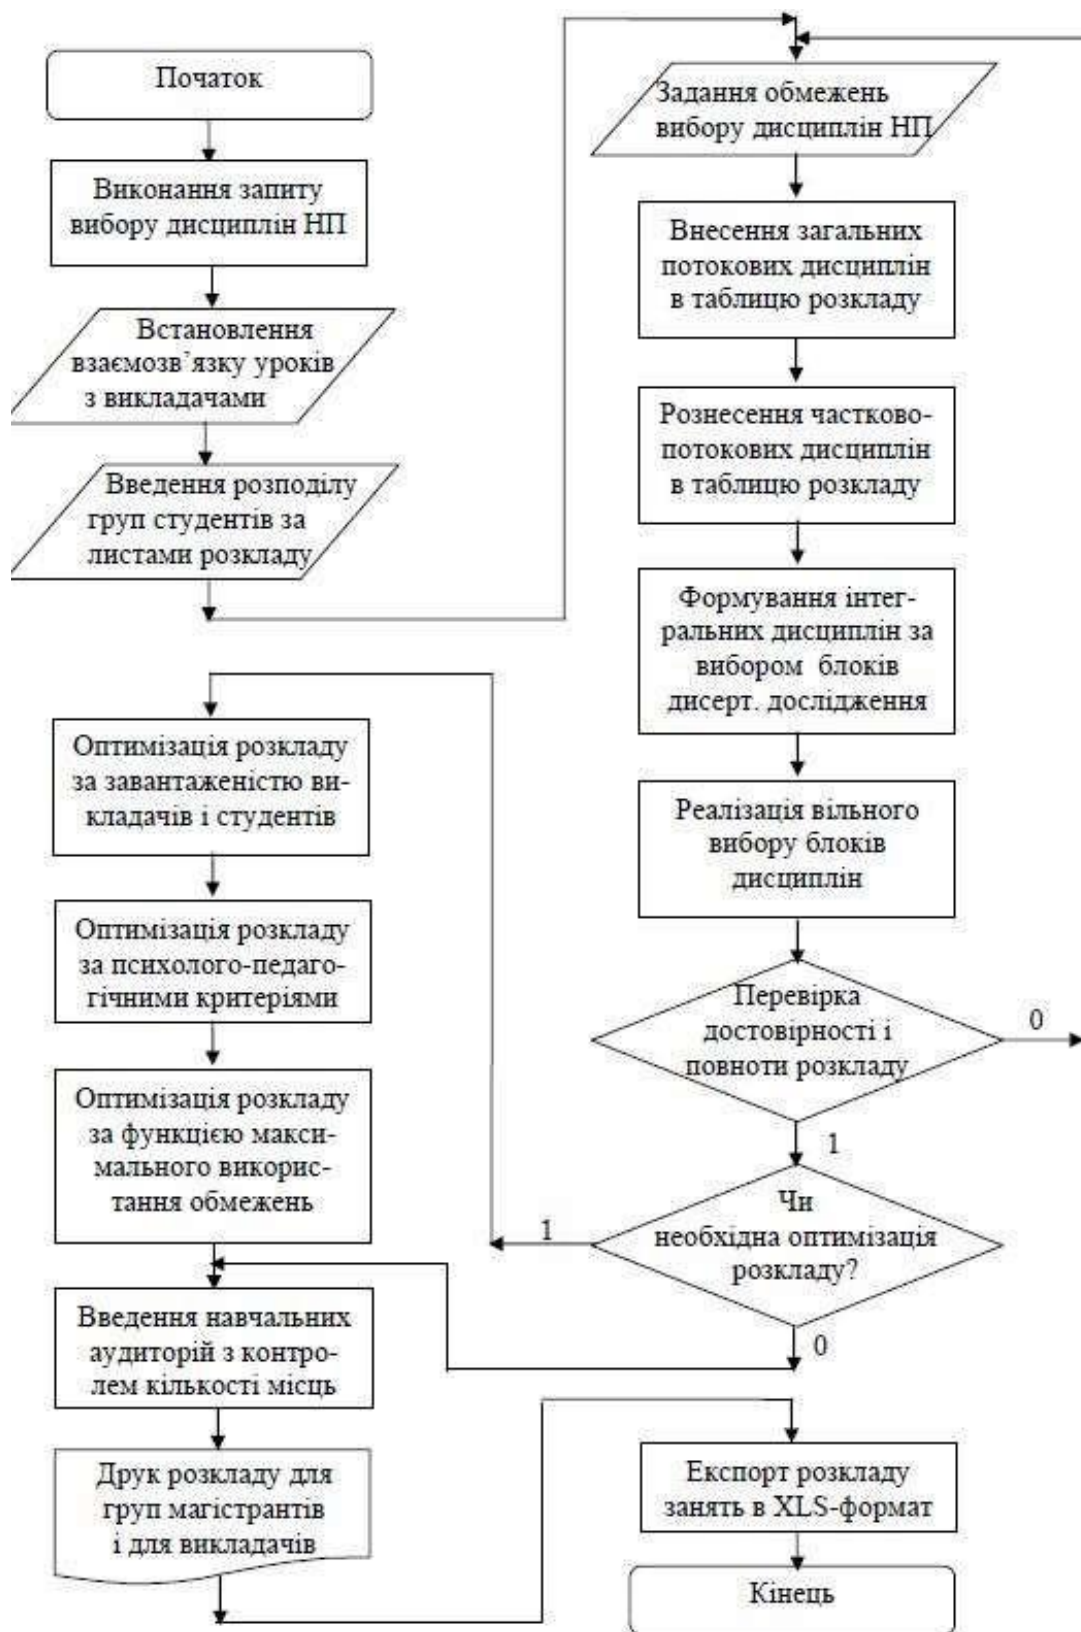 Початок
Виконання запиту
вибору дисциплін НП
Встановлення
взаємозв’язку уроків
з викладачами
Введення розподілу
груп студентів за
листами розкладу
Задання обмежень
вибору дисциплін НП
Внесення загальних
потокових дисциплін
в таблицю розкладу
Рознесення частково-
потокових дисциплін
в таблицю розкладу
Формування інтег-
ральних дисциплін за
вибором блоків
дисерт. дослідження
Реалізація вільного
вибору блоків
дисциплін
Перевірка
достовірності і
повноти розкладу
0
1
Чи
необхідна оптимізація
розкладу?
1
0
Оптимізація розкладу
за завантаженістю ви-
кладачів і студентів
Оптимізація розкладу
за психолого-педаго-
гічними критеріями
Оптимізація розкладу
за функцією макси-
мального викорис-
тання обмежень
Введення навчальних
аудиторій з контро-
лем кількості місць
Друк розкладу для
груп магістрантів
і для викладачів
Експорт розкладу
занять в XLS-формат
Кінець